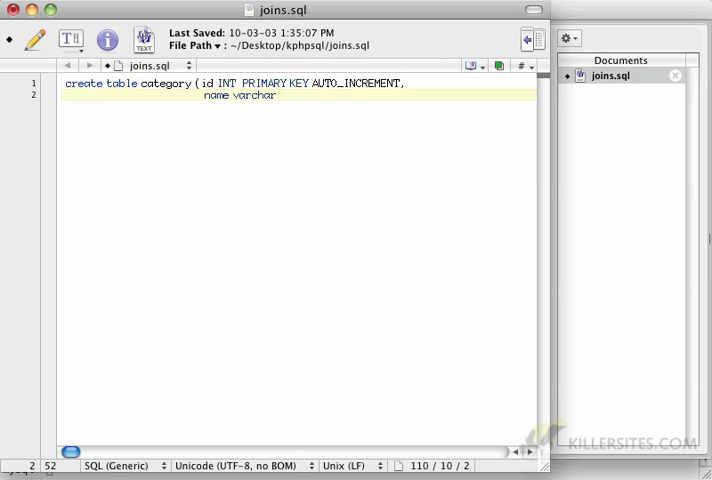 joins.sql
Last Saved: 10-03-03 1:35:07 PM
File Path ▾ : ~/Desktop/kphpsql/joins.sql
T
TEXT
joins.sql
#
Documents
joins.sql
1 create table category ( id INT PRIMARY KEY AUTO_INCREMENT,
2 name varchar
KILLERSITES.COM
2 52 SQL (Generic) Unicode (UTF-8, no BOM) Unix (LF) 110 / 10 / 2